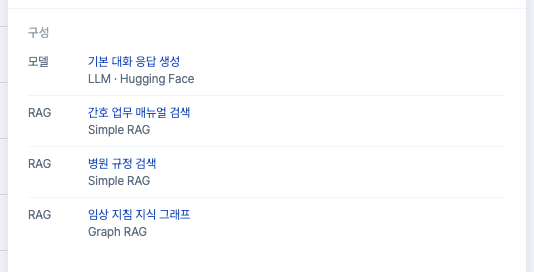 구성
모델
기본 대화 응답 생성
LLM · Hugging Face
RAG
간호 업무 매뉴얼 검색
Simple RAG
RAG
병원 규정 검색
Simple RAG
RAG
임상 지침 지식 그래프
Graph RAG